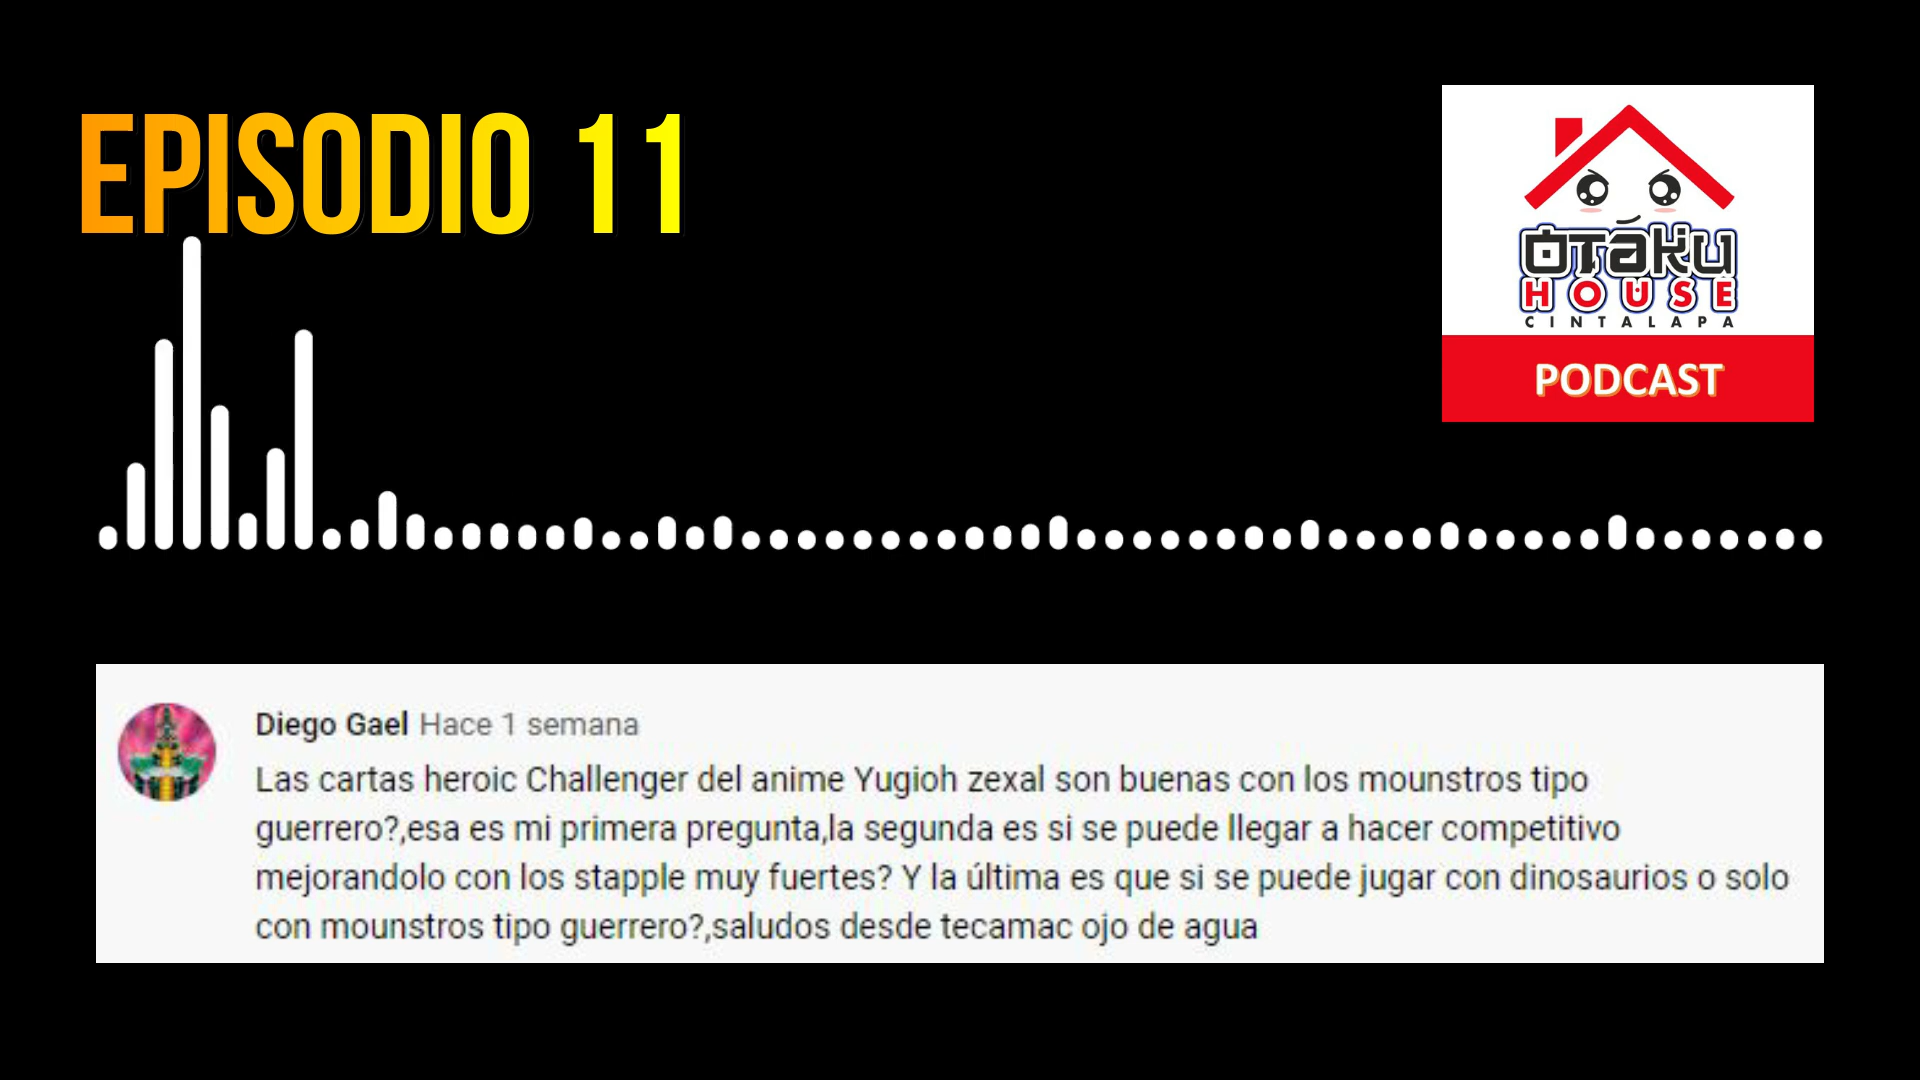 EPISODIO 11
OTAKU
HOUSE
CINTALAPA
PODCAST
Diego Gael Hace 1 semana
Las cartas heroic Challenger del anime Yugioh zexal son buenas con los mounstros tipo
guerrero?,esa es mi primera pregunta,la segunda es si se puede llegar a hacer competitivo
mejorandolo con los stapple muy fuertes? Y la última es que si se puede jugar con dinosaurios o solo
con mounstros tipo guerrero?,saludos desde tecamac ojo de agua